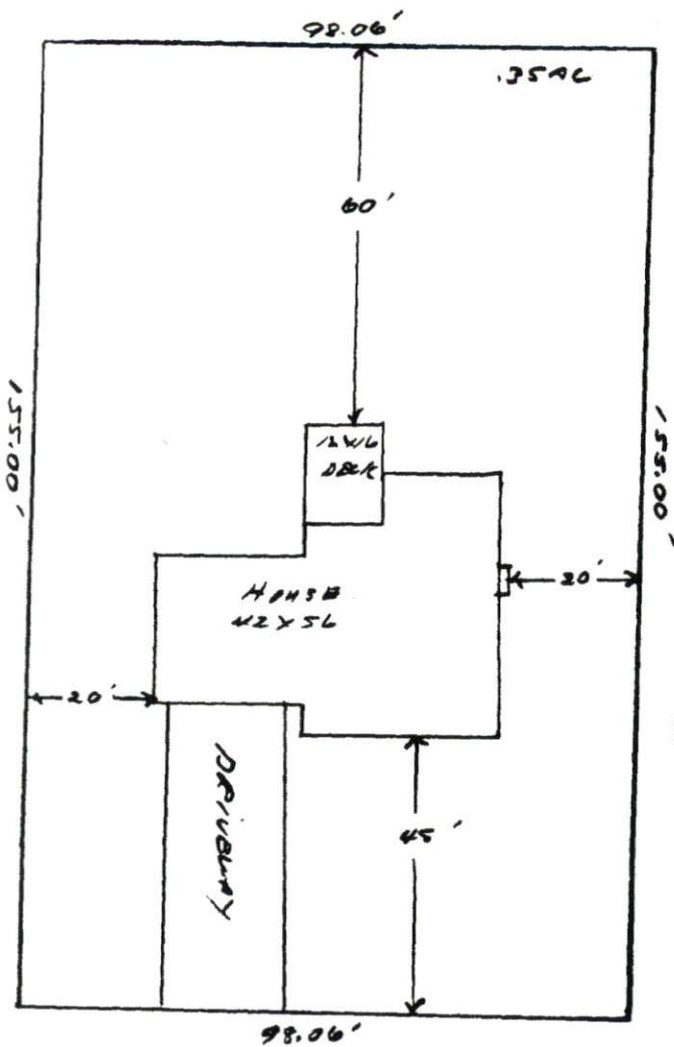 98.06'
.35AC
60'
155.00'
155.00'
12X16
DECK
20'
HOUSE
42X56
20'
DRIVEWAY
45'
98.06'